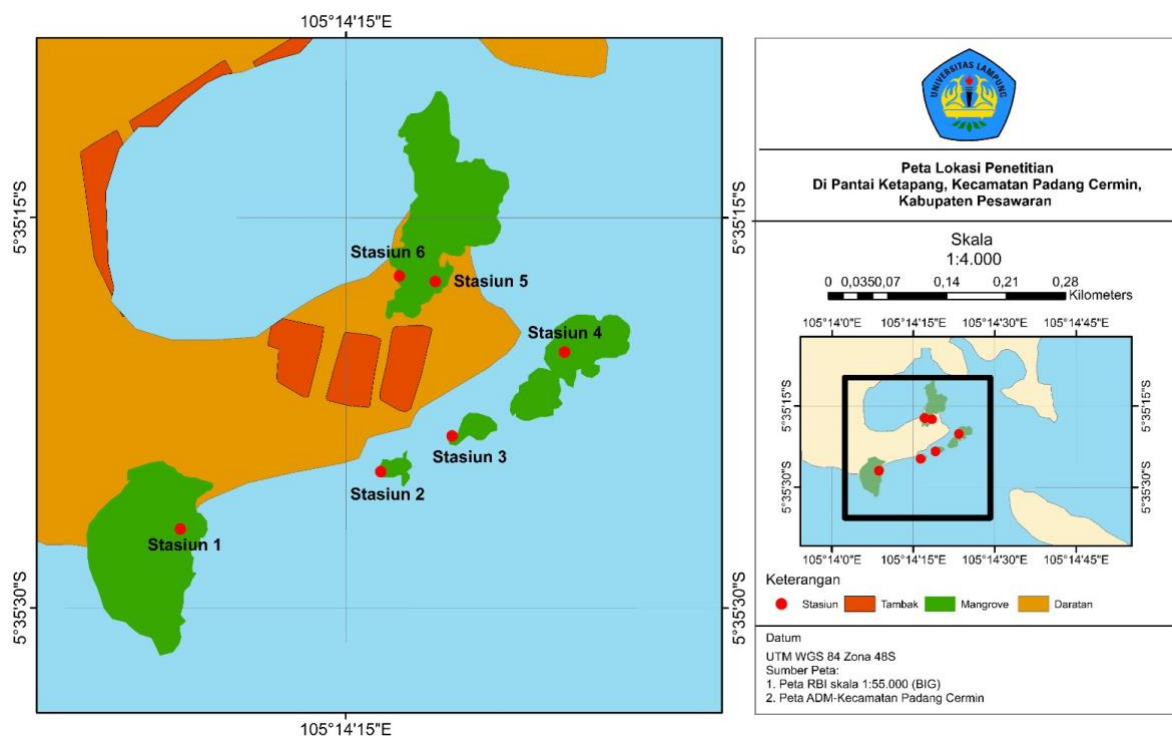 105°14'15"E
5°35'15"S
5°35'15"S
Stasiun 6
Stasiun 5
Stasiun 4
Stasiun 3
Stasiun 2
Stasiun 1
5°35'30"S
5°35'30"S
105°14'15"E
UNIVERSITAS LAMPUNG
Peta Lokasi Penetitian
Di Pantai Ketapang, Kecamatan Padang Cermin,
Kabupaten Pesawaran
Skala
1:4.000
0 0,0350,07 0,14 0,21 0,28
Kilometers
105°14'0"E 105°14'15"E 105°14'30"E 105°14'45"E
5°35'15"S
5°35'15"S
5°35'30"S
5°35'30"S
105°14'0"E 105°14'15"E 105°14'30"E 105°14'45"E
Keterangan
Stasiun Tambak Mangrove Daratan
Datum
UTM WGS 84 Zona 48S
Sumber Peta:
1. Peta RBI skala 1:55.000 (BIG)
2. Peta ADM-Kecamatan Padang Cermin